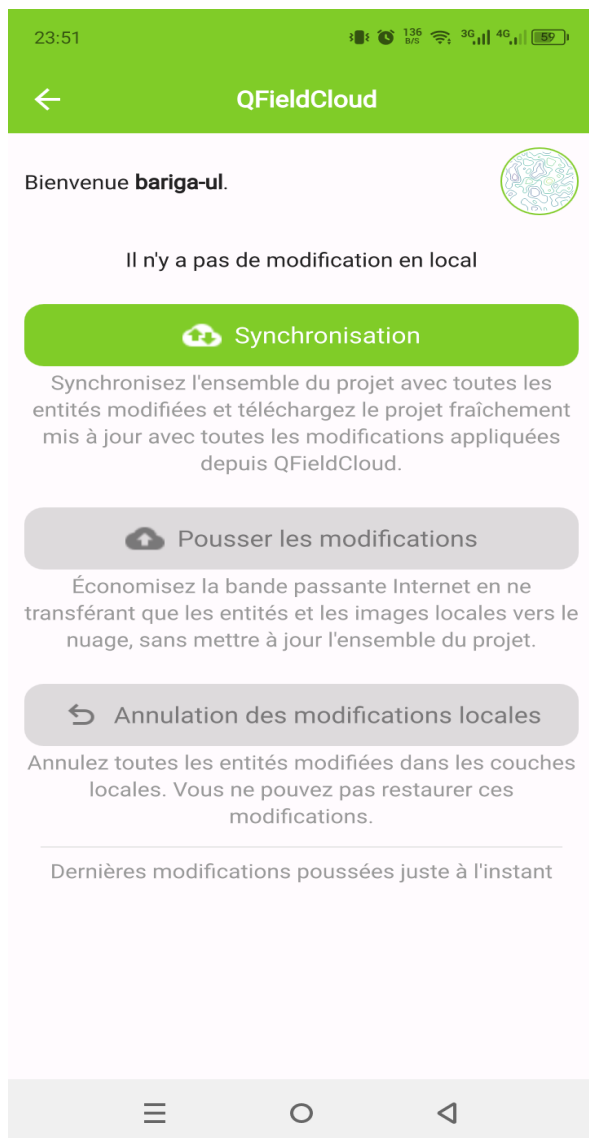 23:51
136 B/S 3G 4G 59
QFieldCloud
Bienvenue bariga-ul.
Il n'y a pas de modification en local
Synchronisation
Synchronisez l'ensemble du projet avec toutes les
entités modifiées et téléchargez le projet fraîchement
mis à jour avec toutes les modifications appliquées
depuis QFieldCloud.
Pousser les modifications
Économisez la bande passante Internet en ne
transférant que les entités et les images locales vers le
nuage, sans mettre à jour l'ensemble du projet.
Annulation des modifications locales
Annulez toutes les entités modifiées dans les couches
locales. Vous ne pouvez pas restaurer ces
modifications.
Dernières modifications poussées juste à l'instant